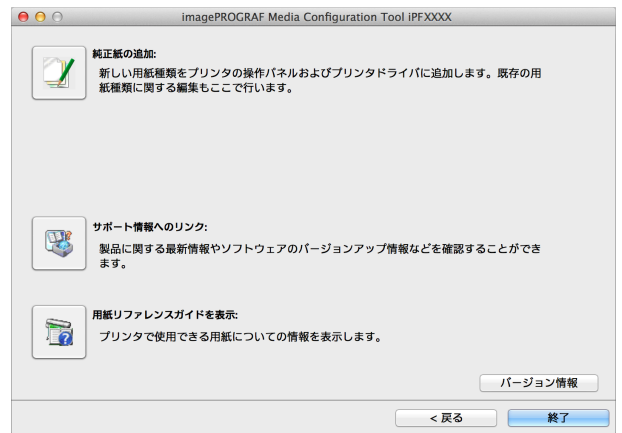 imagePROGRAF Media Configuration Tool iPFXXXX
純正紙の追加:
新しい用紙種類をプリンタの操作パネルおよびプリンタドライバに追加します。既存の用
紙種類に関する編集もここで行います。
サポート情報へのリンク:
製品に関する最新情報やソフトウェアのバージョンアップ情報などを確認することができ
ます。
用紙リファレンスガイドを表示:
プリンタで使用できる用紙についての情報を表示します。
バージョン情報
< 戻る
終了